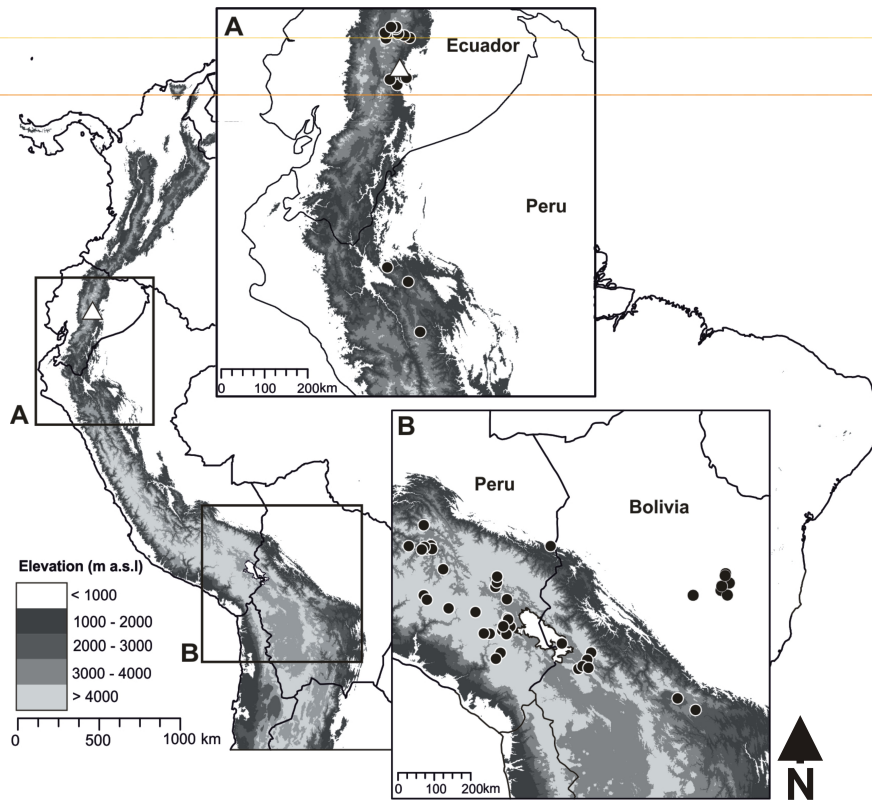 A
Ecuador
Peru
0 100 200km
A
B
Peru
Bolivia
Elevation (m a.s.l)
< 1000
1000 - 2000
2000 - 3000
3000 - 4000
> 4000
B
0 500 1000 km
0 100 200km
N